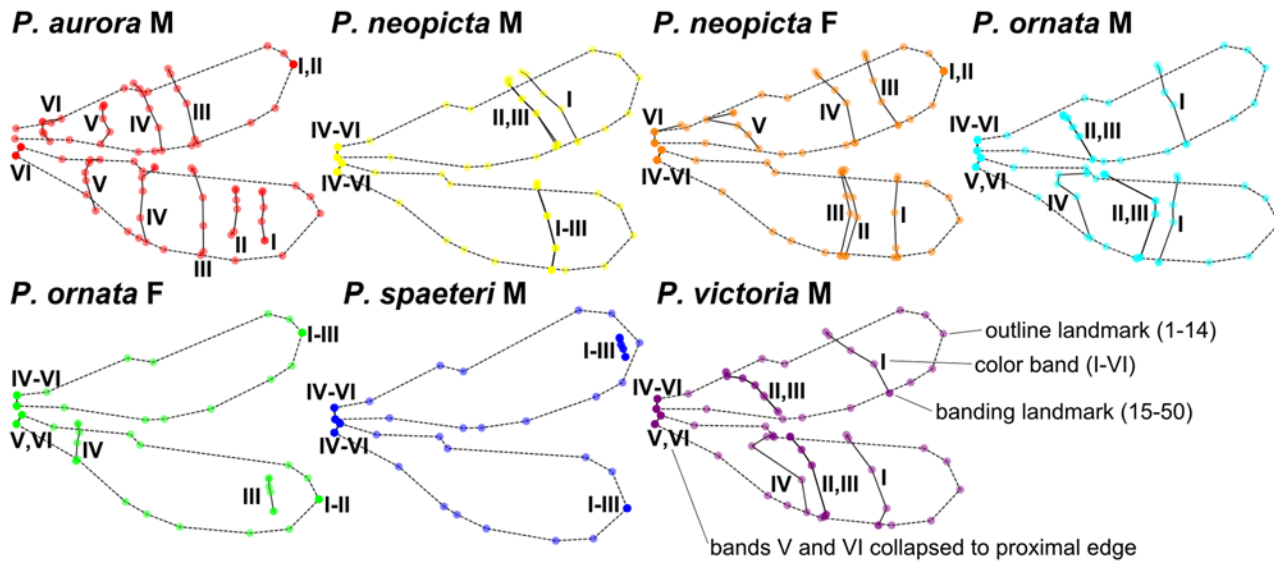 P. aurora M
P. neopicta M
P. neopicta F
P. ornata M
I,II
VI
V
IV
III
VI
V
IV
III
II
I
IV-VI
IV-VI
II,III
I
I-III
I,II
VI
V
IV
III
IV-VI
III
I
IV-VI
V,VI
II,III
I
IV
II,III
I
P. ornata F
P. spaeteri M
P. victoria M
I-III
IV-VI
V,VI
IV
III
I-II
IV-VI
IV-VI
I-III
I-III
IV-VI
V,VI
II,III
I
IV
II,III
I
outline landmark (1-14)
color band (I-VI)
banding landmark (15-50)
bands V and VI collapsed to proximal edge